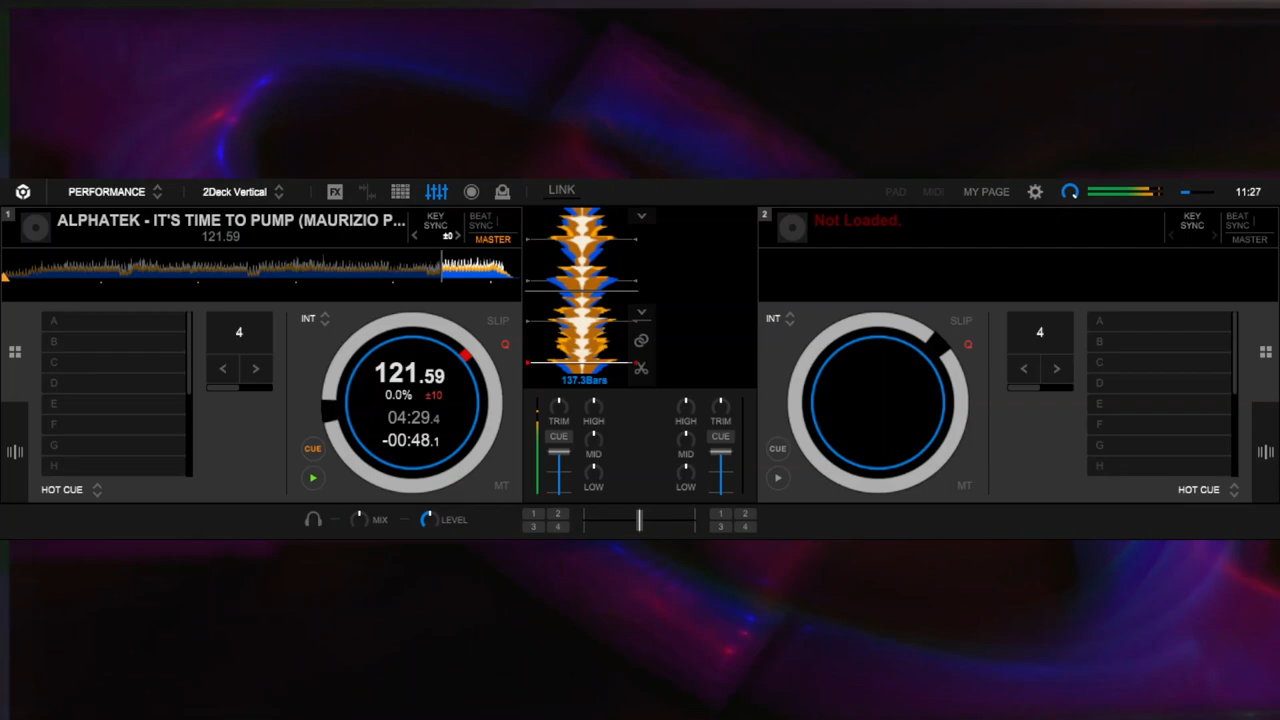 PERFORMANCE 2Deck Vertical FX LINK PAD MIDI MY PAGE 11:27
1 ALPHATEK - IT'S TIME TO PUMP (MAURIZIO P... KEY SYNC BEAT SYNC
121.59 < ±0 > MASTER
2 Not Loaded. KEY SYNC < > BEAT SYNC MASTER
A
B
C
D
E
F
G
H
HOT CUE
4
< >
INT SLIP
Q
121.59
0.0% ±10
04:29.4
-00:48.1
CUE
MT
137.3Bars
TRIM HIGH HIGH TRIM
CUE MID MID CUE
LOW LOW
INT SLIP
Q
CUE
MT
4
< >
A
B
C
D
E
F
G
H
HOT CUE
MIX LEVEL
1 2 1 2
3 4 3 4